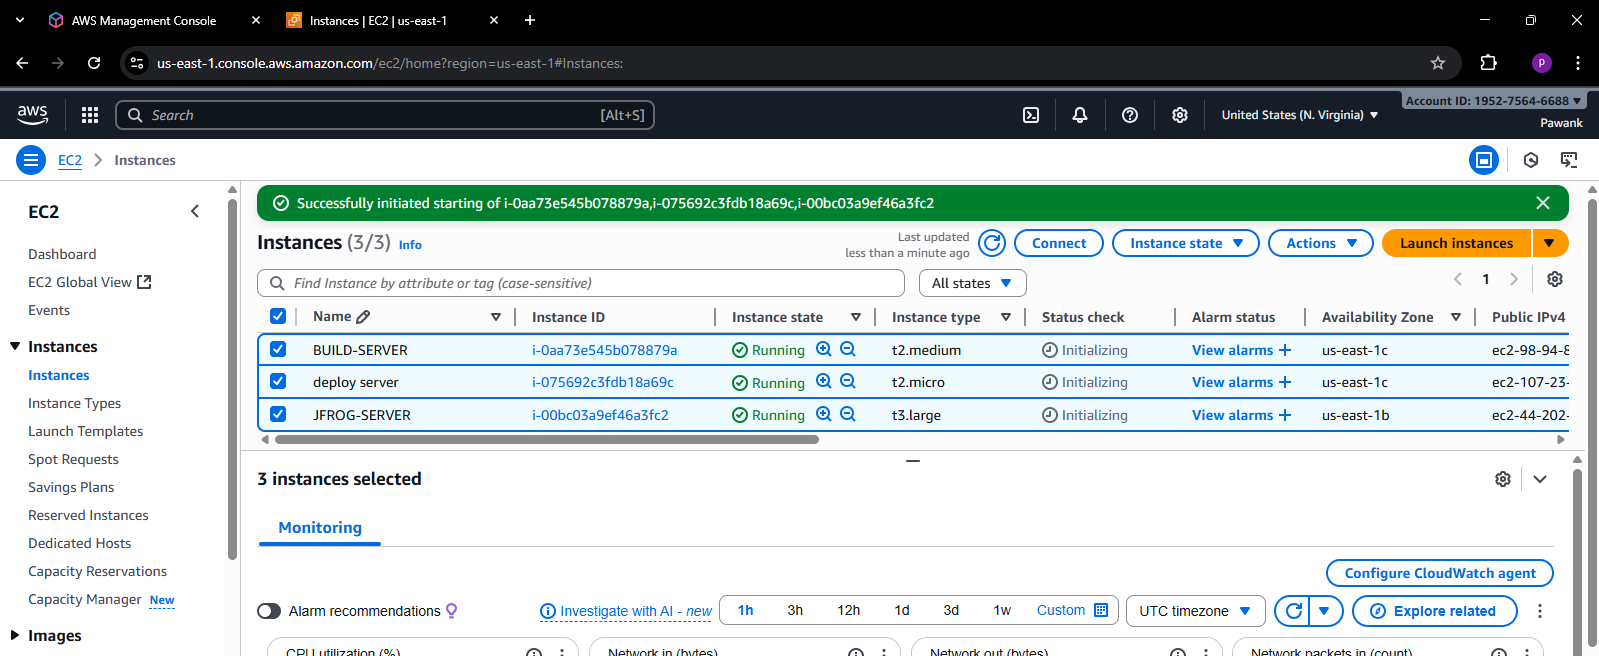 AWS Management Console
Instances | EC2 | us-east-1
us-east-1.console.aws.amazon.com/ec2/home?region=us-east-1#Instances:
p
aws
Search
[Alt+S]
United States (N. Virginia)
Account ID: 1952-7564-6688
Pawank
EC2
Instances
EC2
Dashboard
EC2 Global View
Events
Instances
Instances
Instance Types
Launch Templates
Spot Requests
Savings Plans
Reserved Instances
Dedicated Hosts
Capacity Reservations
Capacity Manager New
Images
Successfully initiated starting of i-0aa73e545b078879a,i-075692c3fdb18a69c,i-00bc03a9ef46a3fc2
Instances (3/3) Info
Last updated
less than a minute ago
Connect
Instance state
Actions
Launch instances
Find Instance by attribute or tag (case-sensitive)
All states
1
Name Instance ID Instance state Instance type Status check Alarm status Availability Zone Public IPv4
BUILD-SERVER i-0aa73e545b078879a Running t2.medium Initializing View alarms + us-east-1c ec2-98-94-8
deploy server i-075692c3fdb18a69c Running t2.micro Initializing View alarms + us-east-1c ec2-107-23-
JFROG-SERVER i-00bc03a9ef46a3fc2 Running t3.large Initializing View alarms + us-east-1b ec2-44-202-
3 instances selected
Monitoring
Configure CloudWatch agent
Alarm recommendations
Investigate with AI - new
1h 3h 12h 1d 3d 1w Custom
UTC timezone
Explore related
CPU utilization (%)
Network in (bytes)
Network out (bytes)
Network packets in (count)